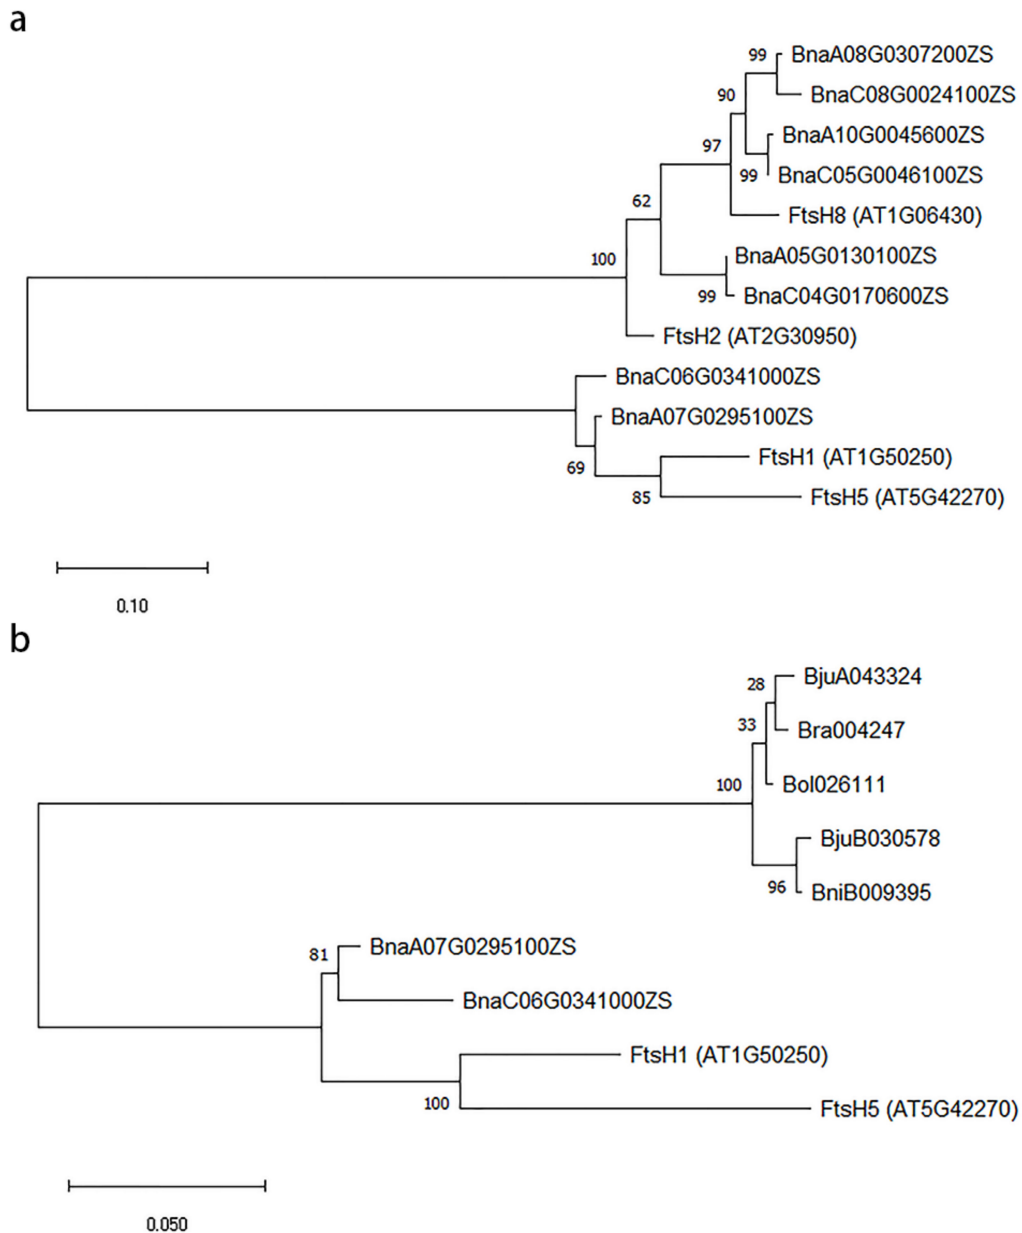 a
99
BnaA08G0307200ZS
90
BnaC08G0024100ZS
97
BnaA10G0045600ZS
99
BnaC05G0046100ZS
62
FtsH8 (AT1G06430)
100
BnaA05G0130100ZS
99
BnaC04G0170600ZS
FtsH2 (AT2G30950)
BnaC06G0341000ZS
BnaA07G0295100ZS
69
FtsH1 (AT1G50250)
85
FtsH5 (AT5G42270)
0.10
b
28
BjuA043324
33
Bra004247
100
Bol026111
BjuB030578
96
BniB009395
81
BnaA07G0295100ZS
BnaC06G0341000ZS
FtsH1 (AT1G50250)
100
FtsH5 (AT5G42270)
0.050